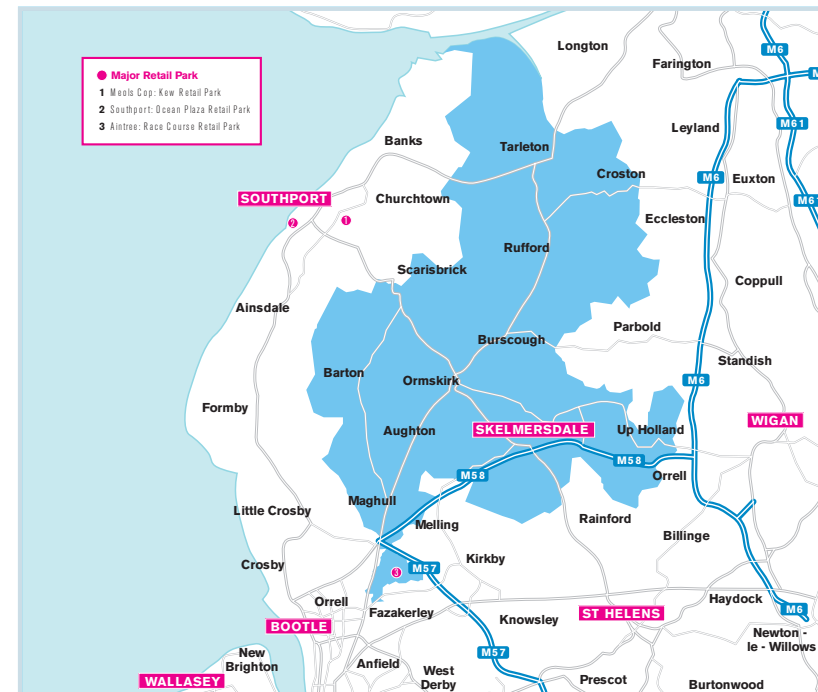 Major Retail Park
1 Meols Cop: Kew Retail Park
2 Southport: Ocean Plaza Retail Park
3 Aintree: Race Course Retail Park
Longton
M6
Farington
M61
Leyland
Banks
Tarleton
Croston
M6
Euxton
SOUTHPORT
Churchtown
M6
2
1
Eccleston
Rufford
Scarisbrick
Coppull
Ainsdale
Parbold
Burscough
Standish
Barton
Ormskirk
M6
Formby
WIGAN
Aughton
SKELMERSDALE
Up Holland
M58
M58
Orrell
Maghull
Little Crosby
Melling
Rainford
Billinge
Crosby
Kirkby
M57
3
Haydock
Orrell
Fazakerley
Knowsley
ST HELENS
M6
BOOTLE
Newton -
le - Willows
New
Brighton
M57
Anfield
West
Derby
WALLASEY
Prescot
Burtonwood